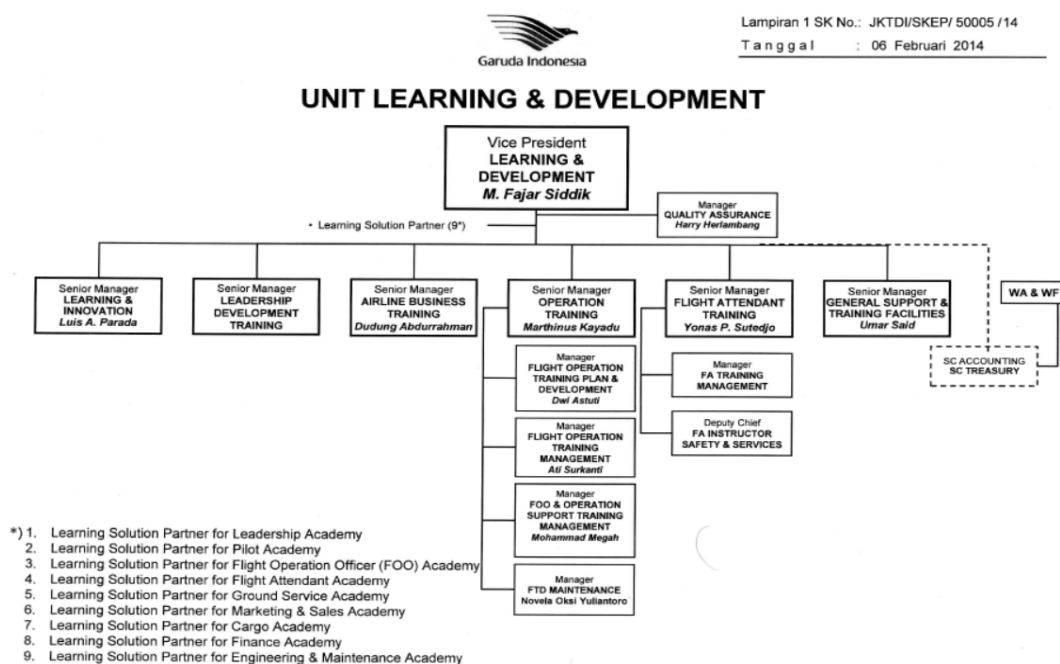 Garuda Indonesia
Lampiran 1 SK No.: JKTDI/SKEP/ 50005 /14
Tanggal : 06 Februari 2014
UNIT LEARNING & DEVELOPMENT
Vice President
LEARNING &
DEVELOPMENT
M. Fajar Siddik
• Learning Solution Partner (9*)
Manager
QUALITY ASSURANCE
Harry Herlambang
Senior Manager
LEARNING &
INNOVATION
Luis A. Parada
Senior Manager
LEADERSHIP
DEVELOPMENT
TRAINING
Senior Manager
AIRLINE BUSINESS
TRAINING
Dudung Abdurrahman
Senior Manager
OPERATION
TRAINING
Marthinus Kayadu
Senior Manager
FLIGHT ATTENDANT
TRAINING
Yonas P. Sutedjo
Senior Manager
GENERAL SUPPORT &
TRAINING FACILITIES
Umar Said
WA & WF
SC ACCOUNTING
SC TREASURY
Manager
FLIGHT OPERATION
TRAINING PLAN &
DEVELOPMENT
Dwi Astuti
Manager
FLIGHT OPERATION
TRAINING
MANAGEMENT
Ati Surkanti
Manager
FOO & OPERATION
SUPPORT TRAINING
MANAGEMENT
Mohammad Megah
Manager
FTD MAINTENANCE
Novela Oksi Yuliantoro
Manager
FA TRAINING
MANAGEMENT
Deputy Chief
FA INSTRUCTOR
SAFETY & SERVICES
*) 1. Learning Solution Partner for Leadership Academy
2. Learning Solution Partner for Pilot Academy
3. Learning Solution Partner for Flight Operation Officer (FOO) Academy
4. Learning Solution Partner for Flight Attendant Academy
5. Learning Solution Partner for Ground Service Academy
6. Learning Solution Partner for Marketing & Sales Academy
7. Learning Solution Partner for Cargo Academy
8. Learning Solution Partner for Finance Academy
9. Learning Solution Partner for Engineering & Maintenance Academy